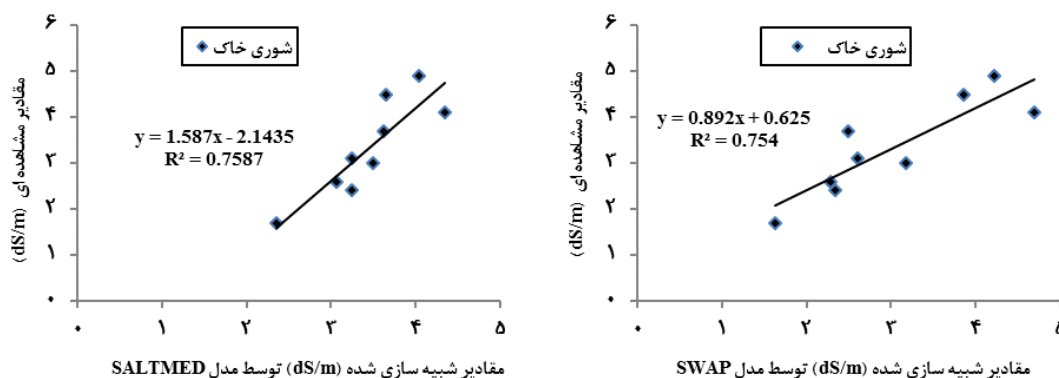 شوری خاک
y = 1.587x - 2.1435
R² = 0.7587
مقادیر مشاهده ای
(dS/m)
۶
۵
۴
۳
۲
۱
۰
۰ ۱ ۲ ۳ ۴ ۵
مقادیر شبیه سازی شده (dS/m) توسط مدل SALTMED
شوری خاک
y = 0.892x + 0.625
R² = 0.754
مقادیر مشاهده ای
(dS/m)
۶
۵
۴
۳
۲
۱
۰
۰ ۱ ۲ ۳ ۴ ۵
مقادیر شبیه سازی شده (dS/m) توسط مدل SWAP